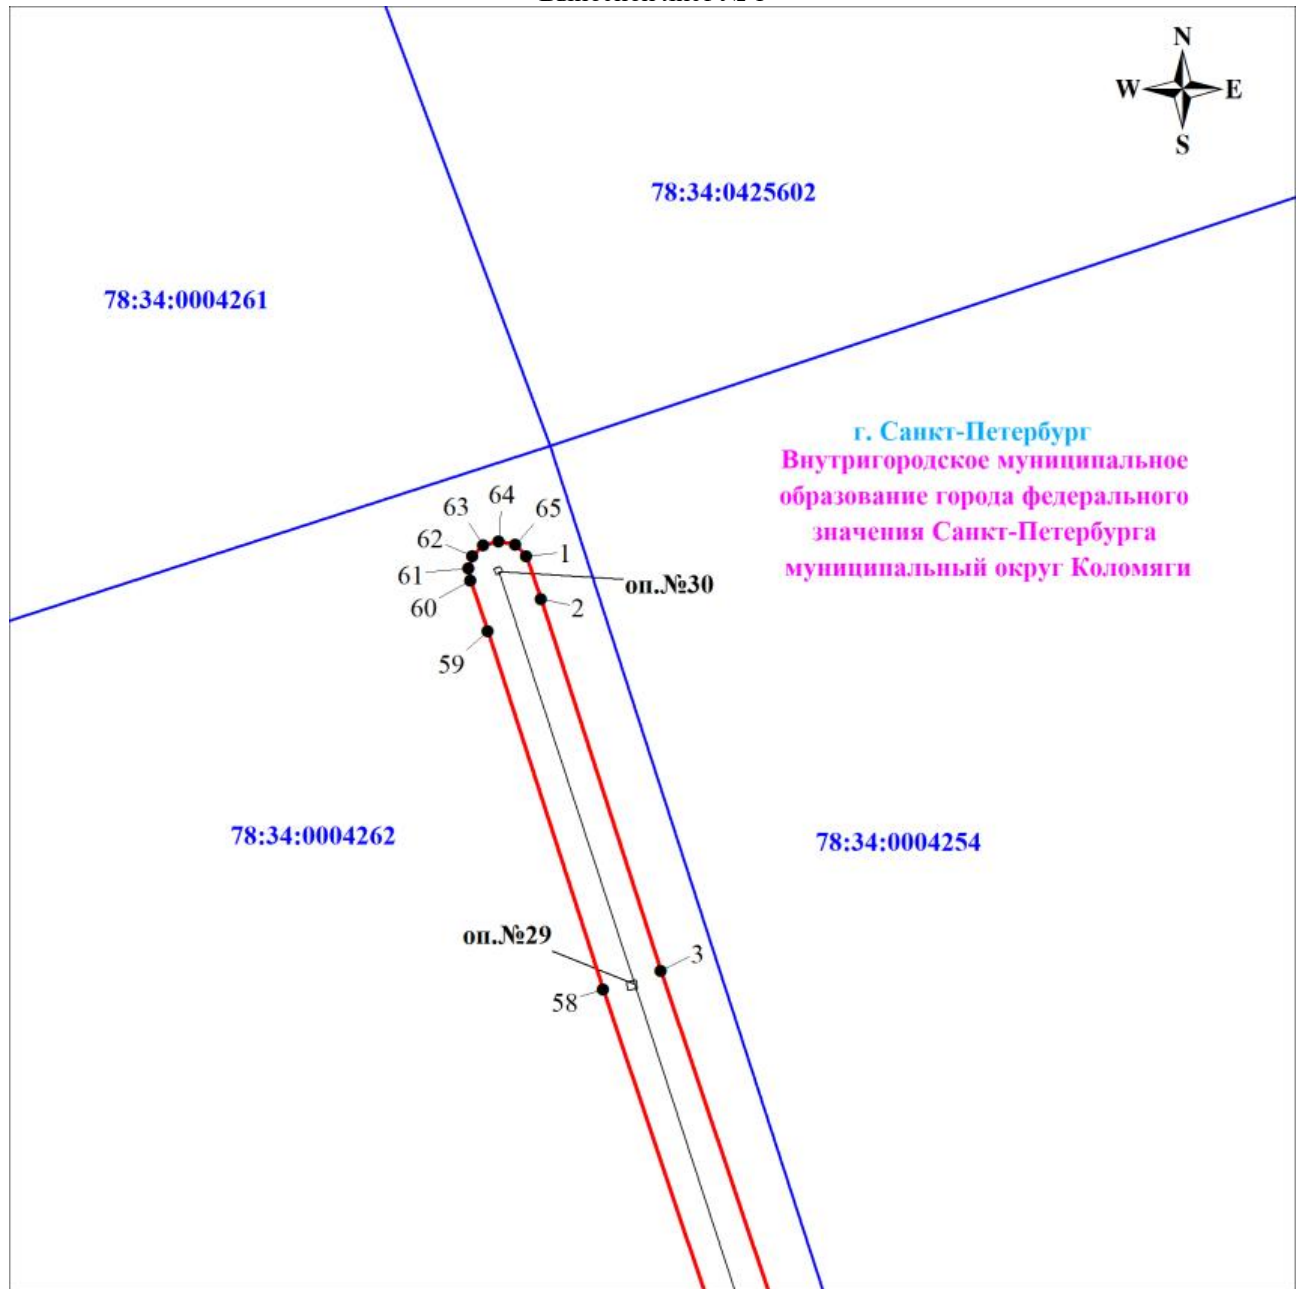 N
W E
S
78:34:0425602
78:34:0004261
г. Санкт-Петербург
Внутригородское муниципальное
образование города федерального
значения Санкт-Петербурга
муниципальный округ Коломяги
64
63
65
62
1
61
60
оп.№30
2
59
78:34:0004262
78:34:0004254
оп.№29
3
58